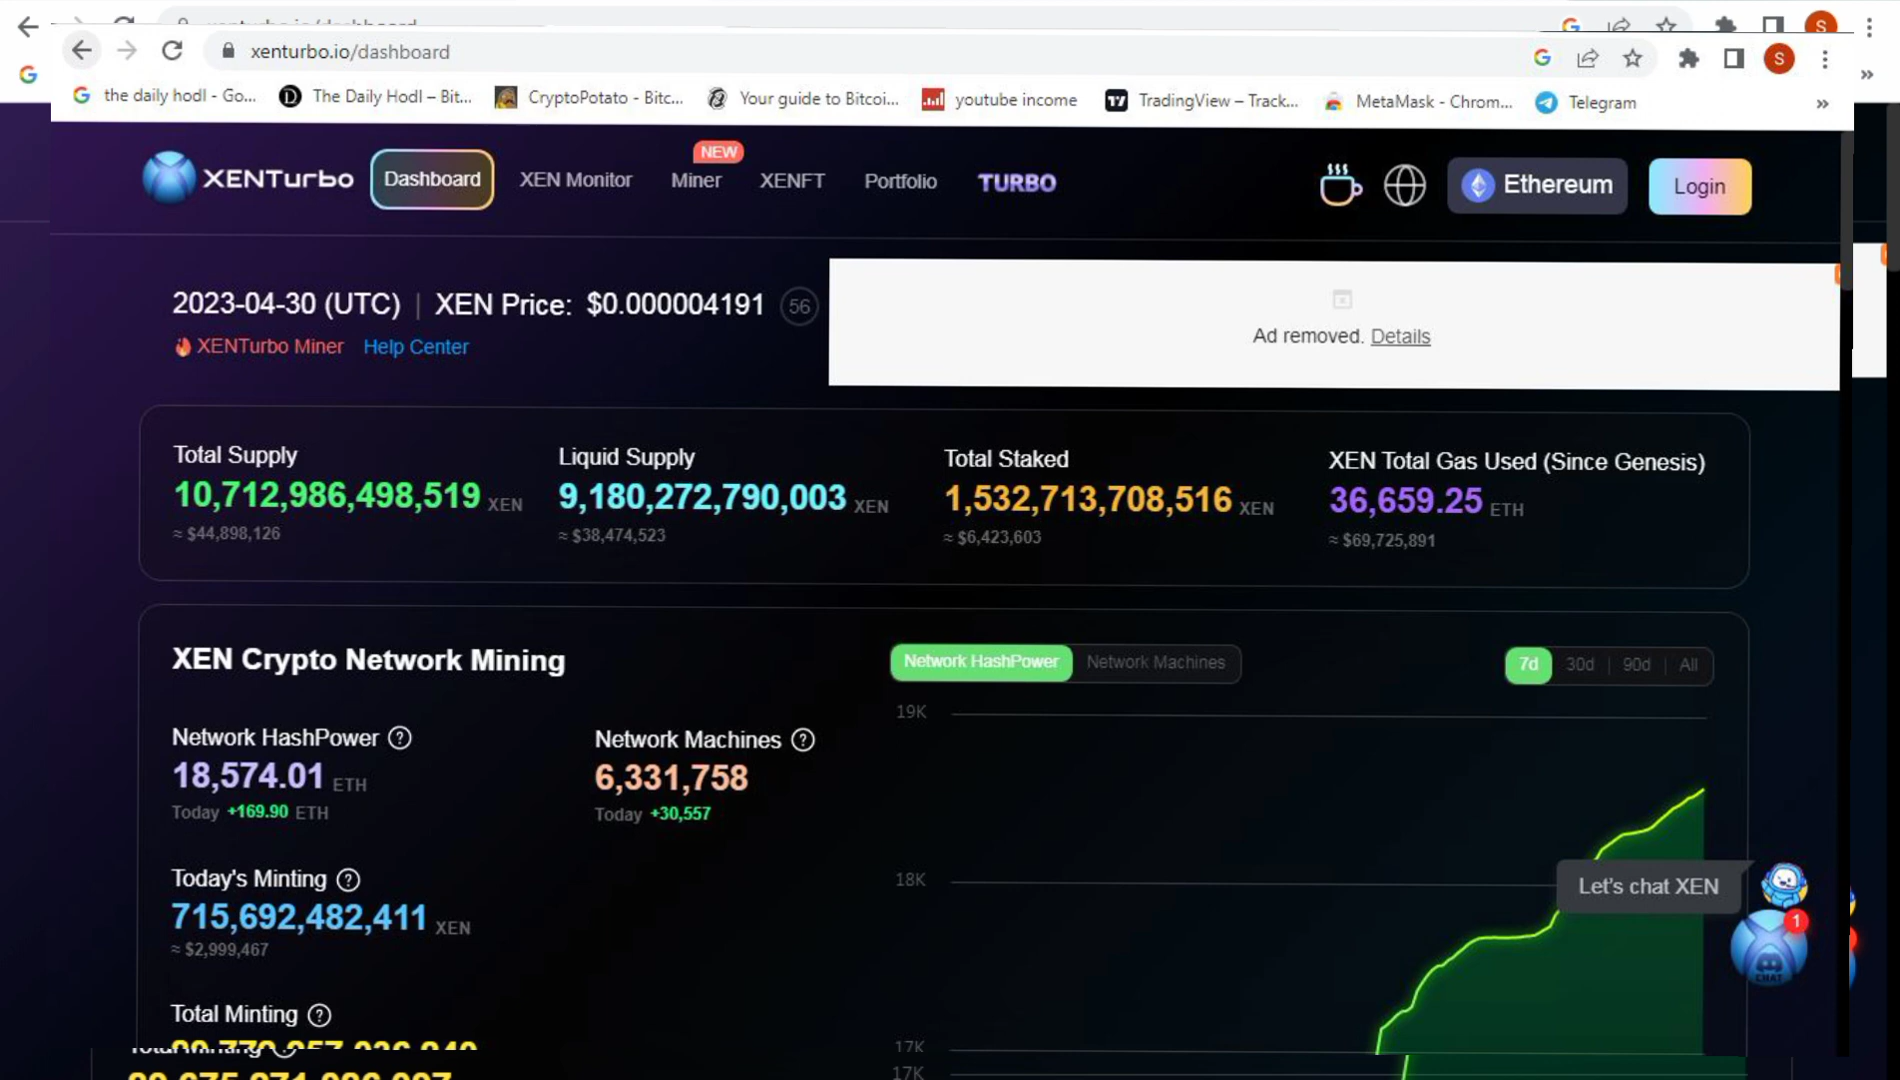 xenturbo.io/dashboard
S
xenturbo.io/dashboard
S
the daily hodl - Go...
The Daily Hodl – Bit...
CryptoPotato - Bitc...
Your guide to Bitcoi...
youtube income
TradingView – Track...
MetaMask - Chrom...
Telegram
»
XENTurbo
Dashboard
XEN Monitor
NEW
Miner
XENFT
Portfolio
TURBO
Ethereum
Login
2023-04-30 (UTC) | XEN Price: $0.000004191 56
XENTurbo Miner Help Center
Ad removed. Details
Total Supply
10,712,986,498,519 XEN
≈ $44,898,126
Liquid Supply
9,180,272,790,003 XEN
≈ $38,474,523
Total Staked
1,532,713,708,516 XEN
≈ $6,423,603
XEN Total Gas Used (Since Genesis)
36,659.25 ETH
≈ $69,725,891
XEN Crypto Network Mining
Network HashPower Network Machines
7d | 30d | 90d | All
Network HashPower ?
18,574.01 ETH
Today +169.90 ETH
Network Machines ?
6,331,758
Today +30,557
Today's Minting ?
715,692,482,411 XEN
≈ $2,999,467
Total Minting ?
19K
18K
17K
17K
Let's chat XEN
1
CHAT